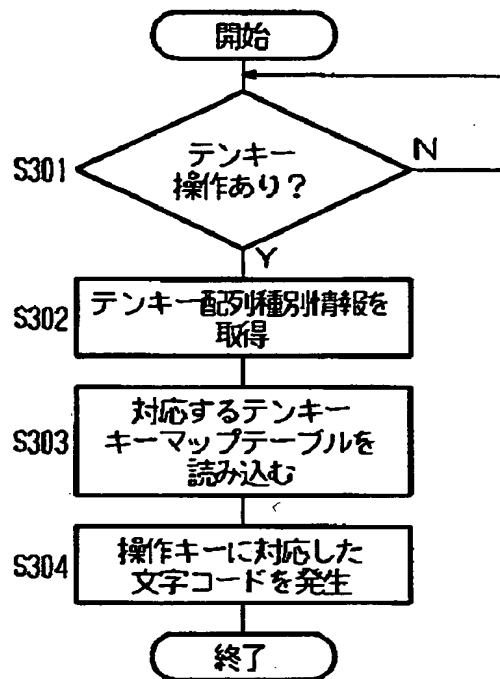 開始
S301
テンキー
操作あり?
N
Y
S302
テンキー配列種別情報を
取得
S303
対応するテンキー
キーマップテーブルを
読み込む
S304
操作キーに対応した
文字コードを発生
終了